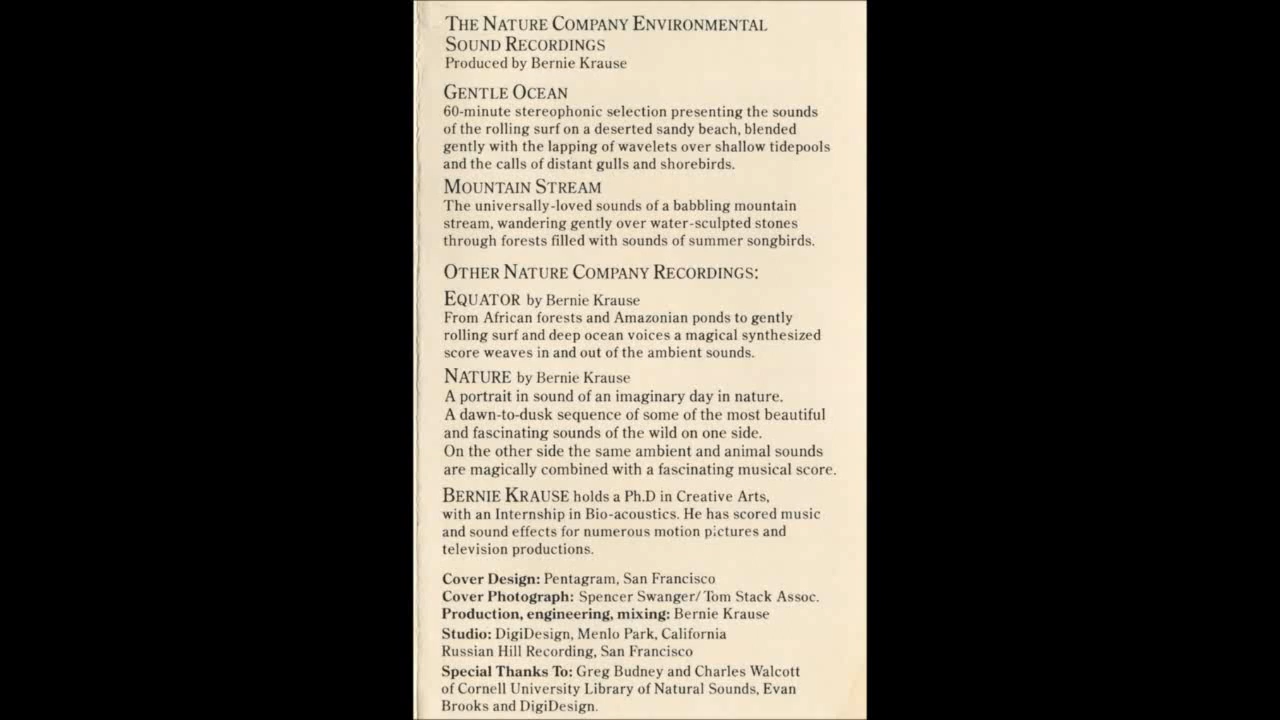 THE NATURE COMPANY ENVIRONMENTAL
SOUND RECORDINGS
Produced by Bernie Krause
GENTLE OCEAN
60-minute stereophonic selection presenting the sounds
of the rolling surf on a deserted sandy beach, blended
gently with the lapping of wavelets over shallow tidepools
and the calls of distant gulls and shorebirds.
MOUNTAIN STREAM
The universally-loved sounds of a babbling mountain
stream, wandering gently over water-sculpted stones
through forests filled with sounds of summer songbirds.
OTHER NATURE COMPANY RECORDINGS:
EQUATOR by Bernie Krause
From African forests and Amazonian ponds to gently
rolling surf and deep ocean voices a magical synthesized
score weaves in and out of the ambient sounds.
NATURE by Bernie Krause
A portrait in sound of an imaginary day in nature.
A dawn-to-dusk sequence of some of the most beautiful
and fascinating sounds of the wild on one side.
On the other side the same ambient and animal sounds
are magically combined with a fascinating musical score.
BERNIE KRAUSE holds a Ph.D in Creative Arts,
with an Internship in Bio-acoustics. He has scored music
and sound effects for numerous motion pictures and
television productions.
Cover Design: Pentagram, San Francisco
Cover Photograph: Spencer Swanger/Tom Stack Assoc.
Production, engineering, mixing: Bernie Krause
Studio: DigiDesign, Menlo Park, California
Russian Hill Recording, San Francisco
Special Thanks To: Greg Budney and Charles Walcott
of Cornell University Library of Natural Sounds, Evan
Brooks and DigiDesign.